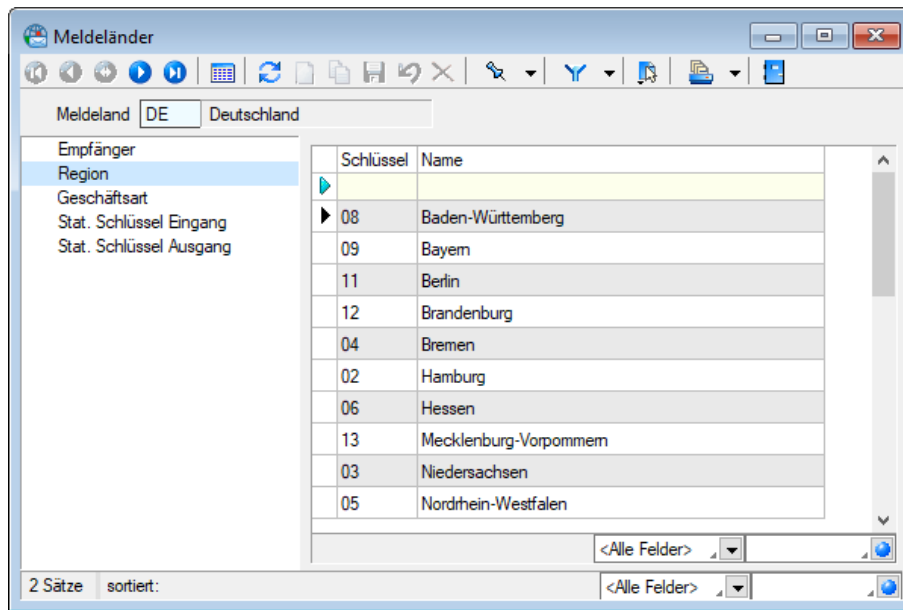 Meldeländer
Meldeland DE Deutschland
Empfänger
Region
Geschäftsart
Stat. Schlüssel Eingang
Stat. Schlüssel Ausgang
Schlüssel Name
08 Baden-Württemberg
09 Bayern
11 Berlin
12 Brandenburg
04 Bremen
02 Hamburg
06 Hessen
13 Mecklenburg-Vorpommern
03 Niedersachsen
05 Nordrhein-Westfalen
<Alle Felder>
2 Sätze sortiert: <Alle Felder>